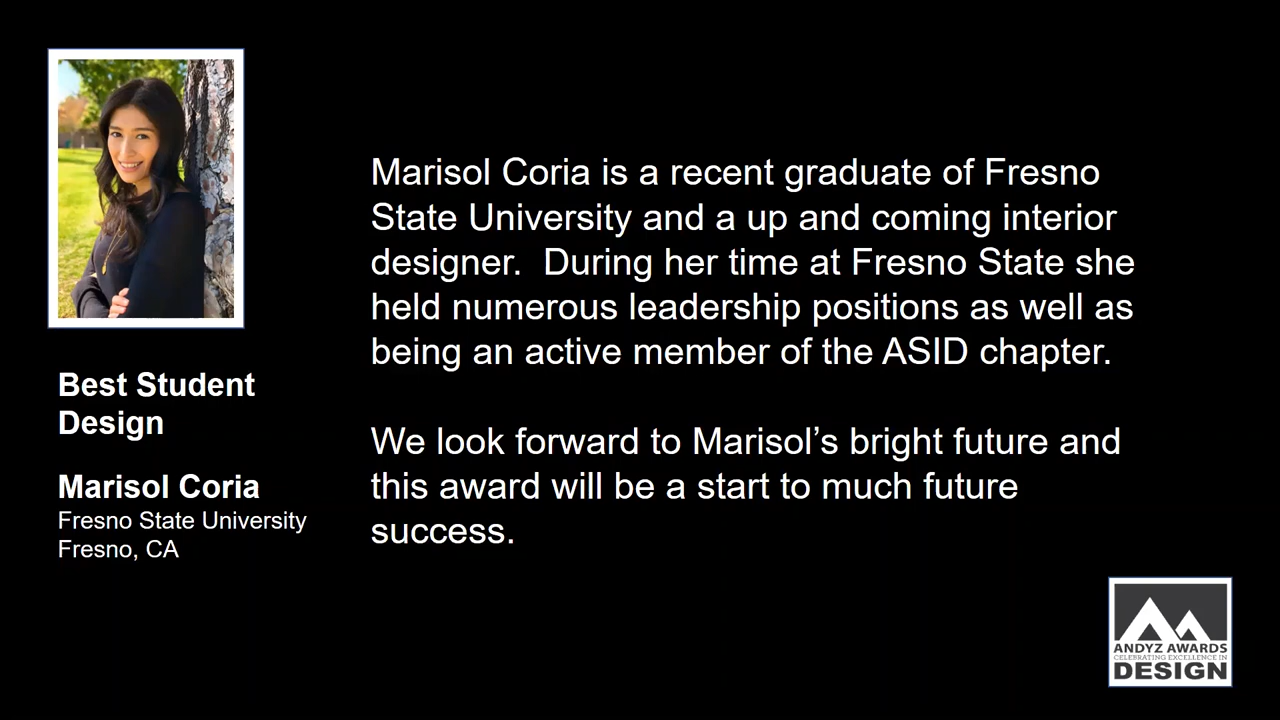 Best Student
Design
Marisol Coria
Fresno State University
Fresno, CA
Marisol Coria is a recent graduate of Fresno
State University and a up and coming interior
designer.  During her time at Fresno State she
held numerous leadership positions as well as
being an active member of the ASID chapter.
We look forward to Marisol’s bright future and
this award will be a start to much future
success.
ANDYZ AWARDS
CELEBRATING EXCELLENCE IN
DESIGN